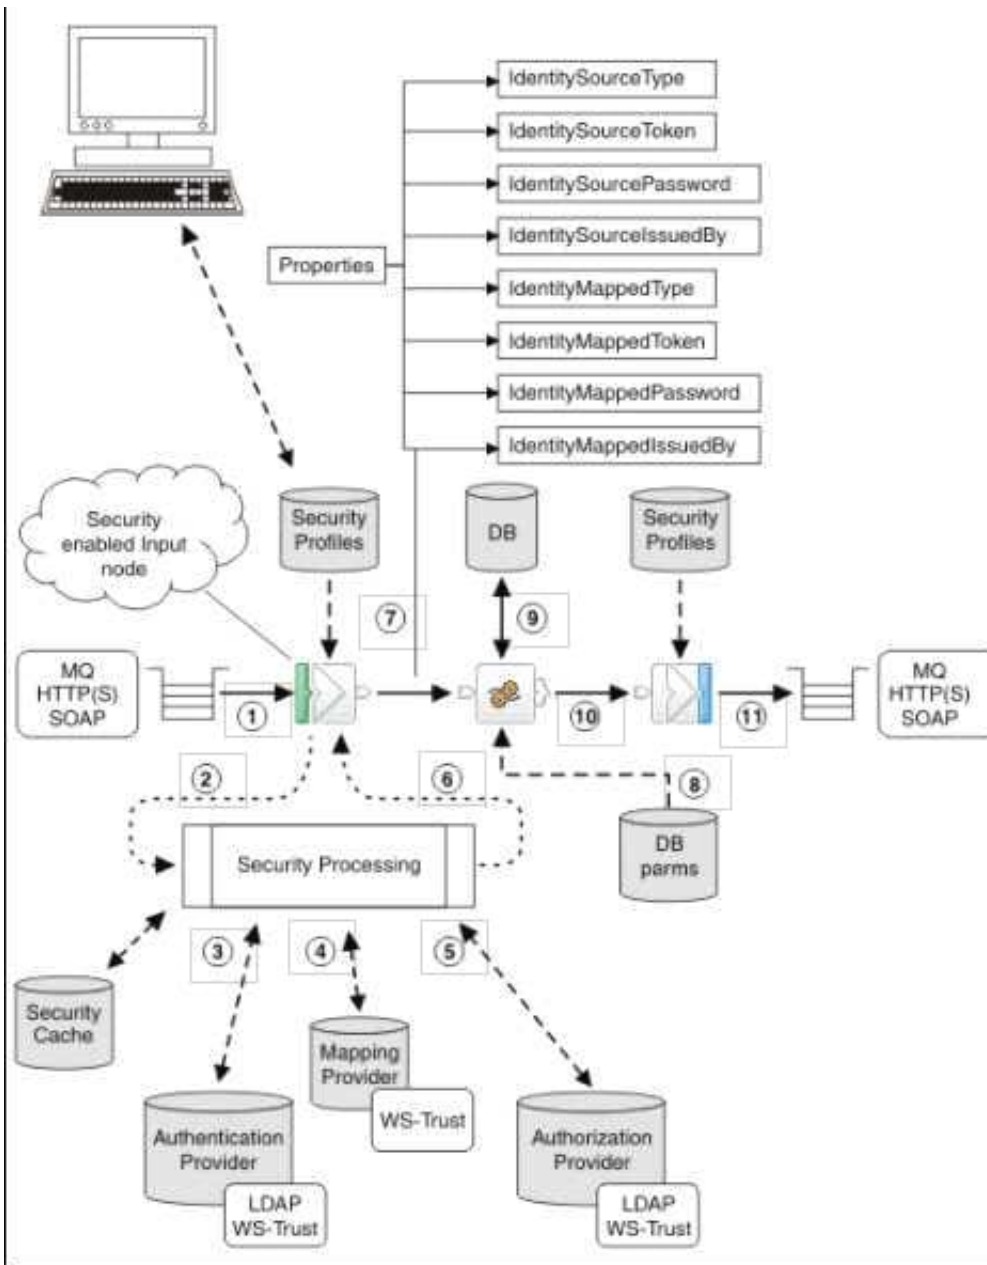 IdentitySourceType
IdentitySourceToken
IdentitySourcePassword
IdentitySourceIssuedBy
Properties
IdentityMappedType
IdentityMappedToken
IdentityMappedPassword
IdentityMappedIssuedBy
Security
enabled Input
node
Security
Profiles
DB
Security
Profiles
7
9
MQ
HTTP(S)
SOAP
1
10
11
MQ
HTTP(S)
SOAP
2
6
8
Security Processing
DB
parms
3
4
5
Security
Cache
Mapping
Provider
WS-Trust
Authentication
Provider
LDAP
WS-Trust
Authorization
Provider
LDAP
WS-Trust